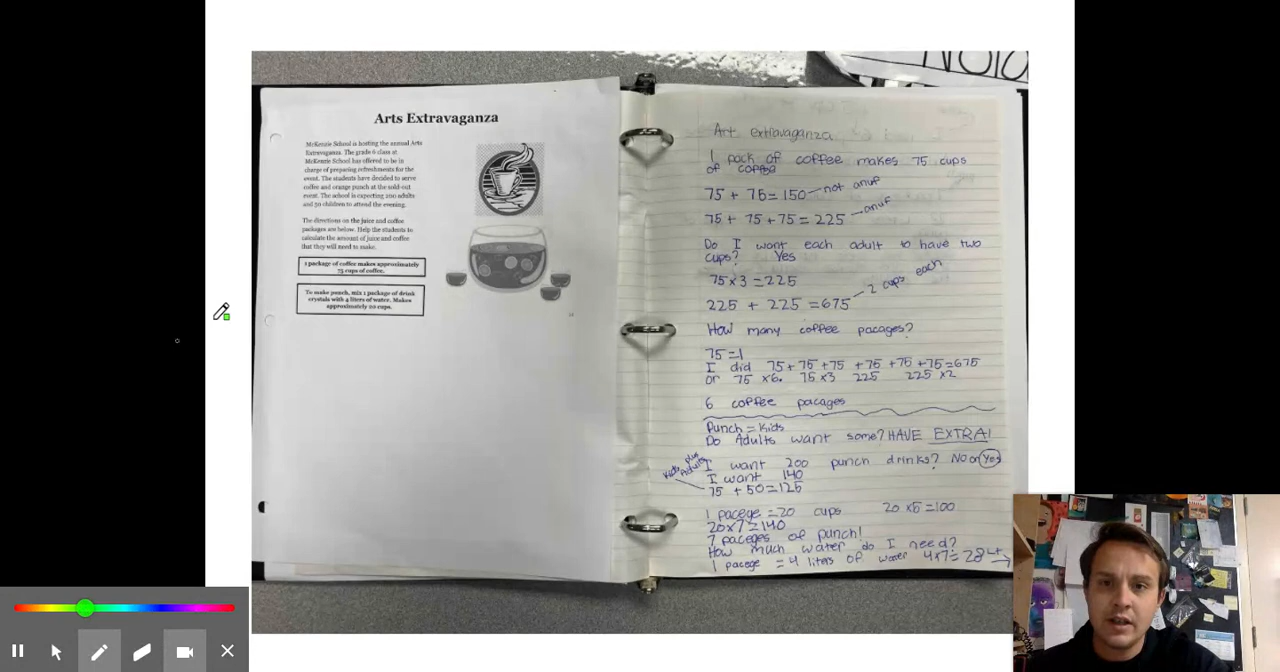 NOId
Arts Extravaganza
McKenzie School is hosting the annual Arts
Extravaganza. The grade 6 class at
McKenzie School has offered to be in
charge of preparing refreshments for the
event. The students have decided to serve
coffee and orange punch at the sold-out
event. The school is expecting 200 adults
and 50 children to attend the evening.
The directions on the juice and coffee
packages are below. Help the students to
calculate the amount of juice and coffee
that they will need to make.
1 package of coffee makes approximately
75 cups of coffee.
To make punch, mix 1 package of drink
crystals with 4 liters of water. Makes
approximately 20 cups.
Art extravaganza
1 pack of coffee makes 75 cups
of coffee
75 + 75 = 150 — not anuf
75 + 75 + 75 = 225 — anuf
Do I want each adult to have two
cups? Yes
75 x 3 = 225
225 + 225 = 675 — 2 cups each
How many coffee pacages?
75 = 1
I did 75 + 75 + 75 + 75 + 75 + 75 = 675
or 75 x 6. 75 x 3 225 225 x 2
6 coffee pacages
Punch = Kids
Do Adults want some? HAVE EXTRA!
I want 200 punch drinks? No or Yes
Kids plus Adults
I want 140
75 + 50 = 125
1 pacege = 20 cups 20 x 5 = 100
20 x 7 = 140
7 paceges of punch!
How much water do I need?
1 pacege = 4 liters of water 4 x 7 = 28 Lt →